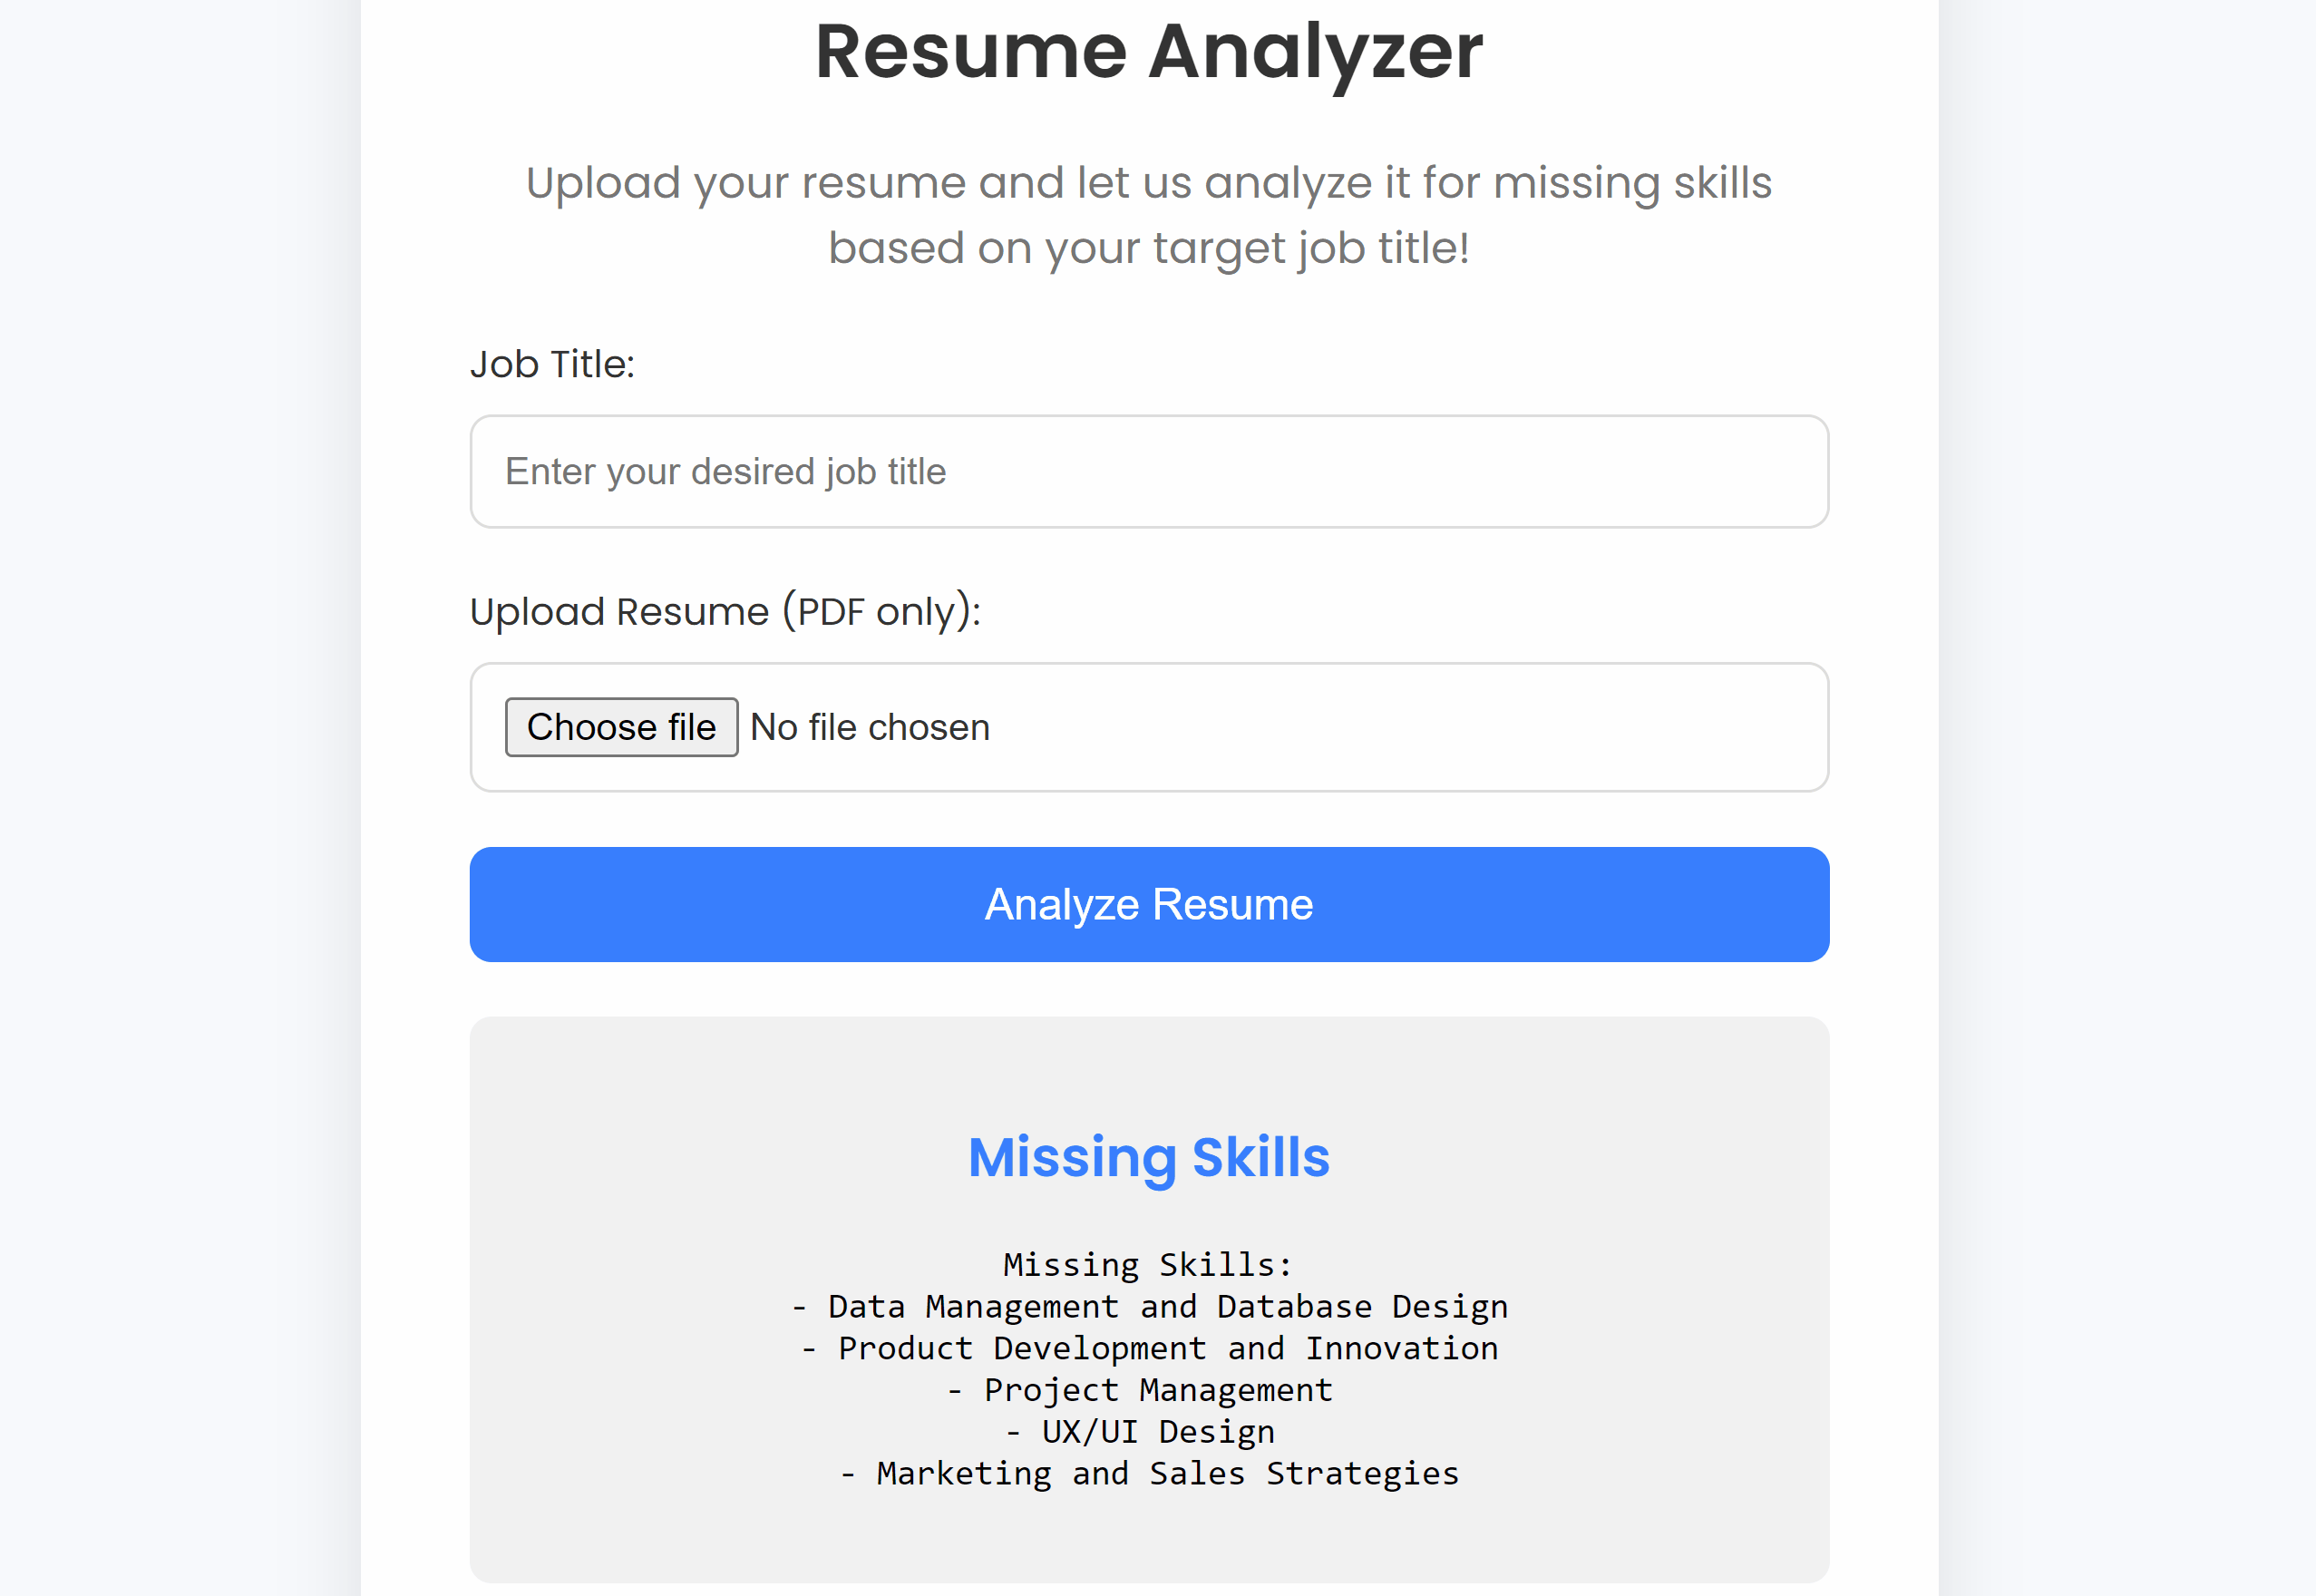 Resume Analyzer
Upload your resume and let us analyze it for missing skills
based on your target job title!
Job Title:
Enter your desired job title
Upload Resume (PDF only):
Choose file No file chosen
Analyze Resume
Missing Skills
Missing Skills:
- Data Management and Database Design
- Product Development and Innovation
- Project Management
- UX/UI Design
- Marketing and Sales Strategies